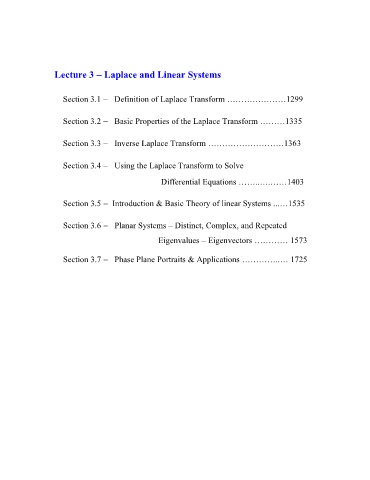 Lecture 3 – Laplace and Linear Systems
Section 3.1 – Definition of Laplace Transform …………………1299
Section 3.2 – Basic Properties of the Laplace Transform ………1335
Section 3.3 – Inverse Laplace Transform ………………………1363
Section 3.4 – Using the Laplace Transform to Solve
Differential Equations ……..…..……1403
Section 3.5 – Introduction & Basic Theory of linear Systems ...…1535
Section 3.6 – Planar Systems – Distinct, Complex, and Repeated
Eigenvalues – Eigenvectors ………… 1573
Section 3.7 – Phase Plane Portraits & Applications …………..… 1725